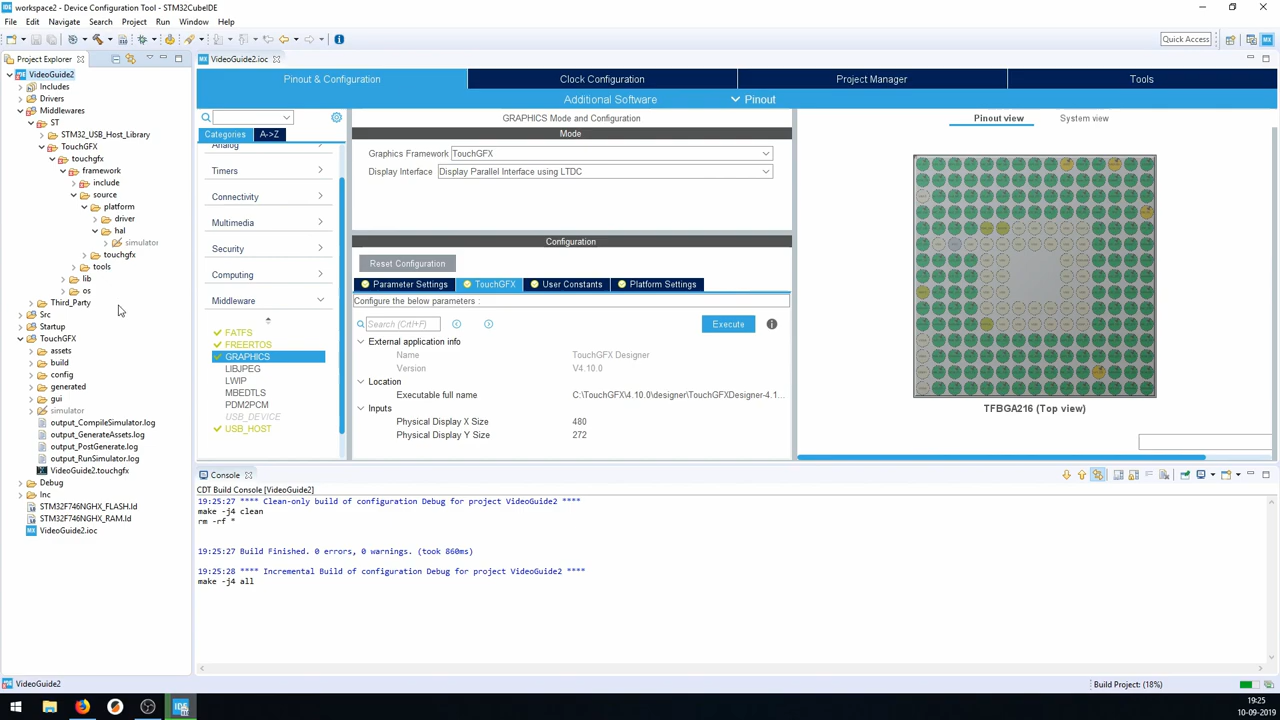 workspace2 - Device Configuration Tool - STM32CubeIDE
File Edit Navigate Search Project Run Window Help
Quick Access
Project Explorer
VideoGuide2
Includes
Drivers
Middlewares
ST
STM32_USB_Host_Library
TouchGFX
touchgfx
framework
include
source
platform
driver
hal
simulator
touchgfx
tools
lib
os
Third_Party
Src
Startup
TouchGFX
assets
build
config
generated
gui
simulator
output_CompileSimulator.log
output_GenerateAssets.log
output_PostGenerate.log
output_RunSimulator.log
VideoGuide2.touchgfx
Debug
Inc
STM32F746NGHX_FLASH.ld
STM32F746NGHX_RAM.ld
VideoGuide2.ioc
VideoGuide2.ioc
Pinout & Configuration
Clock Configuration
Project Manager
Tools
Additional Software
Pinout
Categories A->Z
Analog
Timers
Connectivity
Multimedia
Security
Computing
Middleware
FATFS
FREERTOS
GRAPHICS
LIBJPEG
LWIP
MBEDTLS
PDM2PCM
USB_DEVICE
USB_HOST
GRAPHICS Mode and Configuration
Mode
Graphics Framework TouchGFX
Display Interface Display Parallel Interface using LTDC
Configuration
Reset Configuration
Parameter Settings TouchGFX User Constants Platform Settings
Configure the below parameters :
Search (Crtl+F)
Execute
External application info
Name TouchGFX Designer
Version V4.10.0
Location
Executable full name C:\TouchGFX\4.10.0\designer\TouchGFXDesigner-4.1...
Inputs
Physical Display X Size 480
Physical Display Y Size 272
Pinout view System view
TFBGA216 (Top view)
Console
CDT Build Console [VideoGuide2]
19:25:27 **** Clean-only build of configuration Debug for project VideoGuide2 ****
make -j4 clean
rm -rf *
19:25:27 Build Finished. 0 errors, 0 warnings. (took 860ms)
19:25:28 **** Incremental Build of configuration Debug for project VideoGuide2 ****
make -j4 all
VideoGuide2
Build Project: (18%)
19:25
10-09-2019